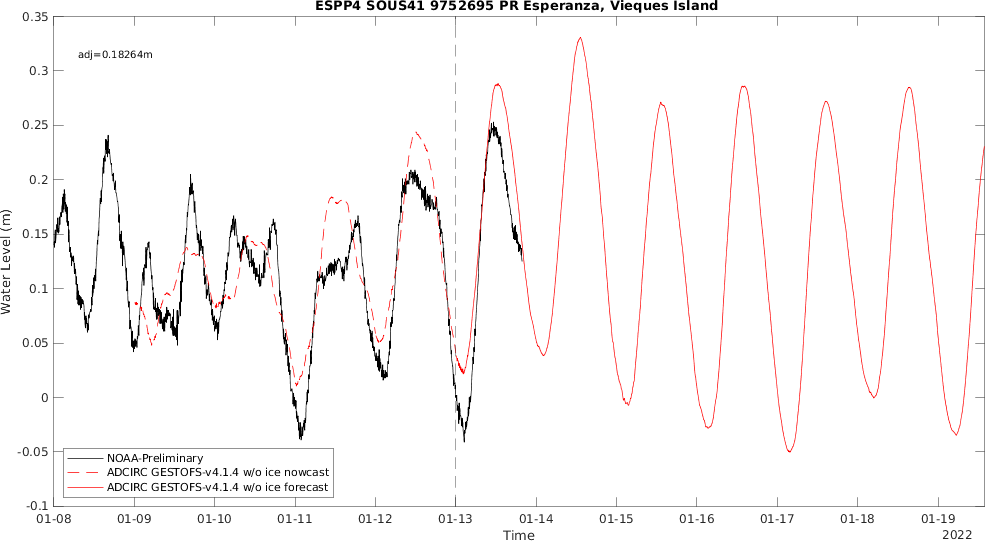 ESPP4 SOUS41 9752695 PR Esperanza, Vieques Island
adj=0.18264m
0.35
0.3
0.25
0.2
0.15
0.1
0.05
0
-0.05
-0.1
Water Level (m)
NOAA-Preliminary
ADCIRC GESTOFS-v4.1.4 w/o ice nowcast
ADCIRC GESTOFS-v4.1.4 w/o ice forecast
01-08 01-09 01-10 01-11 01-12 01-13 01-14 01-15 01-16 01-17 01-18 01-19
Time
2022